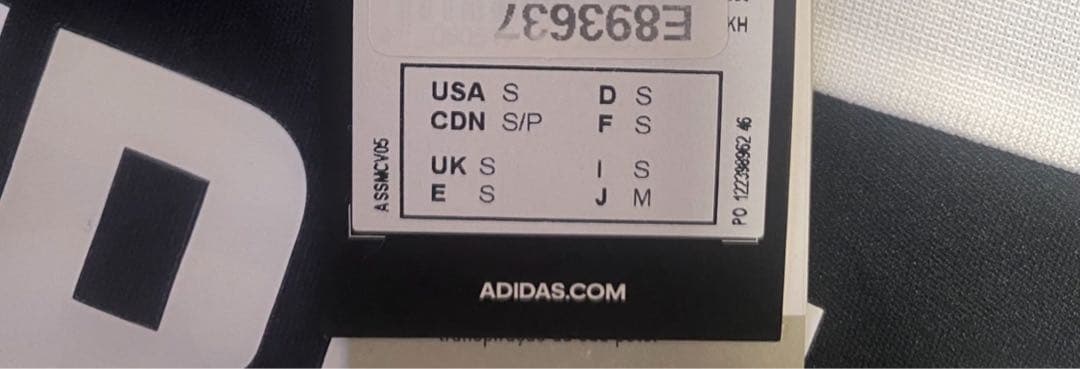 E893637
KH
USA S D S
CDN S/P F S
UK S I S
E S J M
ASSMCV05
PO 122398962 46
ADIDAS.COM